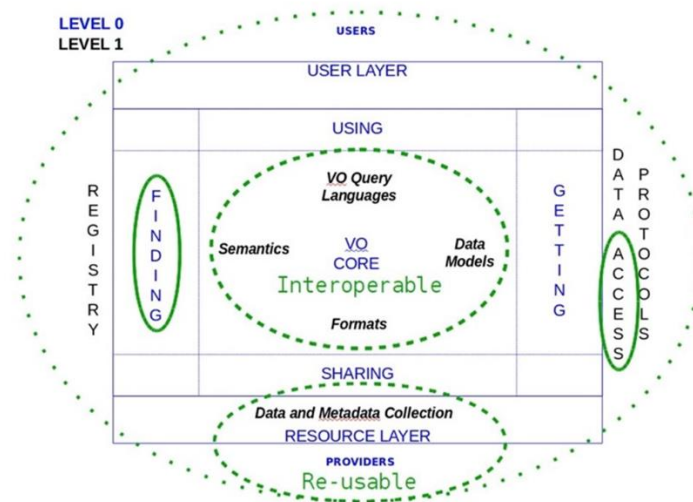 LEVEL 0
LEVEL 1
USERS
USER LAYER
USING
REGISTRY
FINDING
VO Query
Languages
Semantics
VO
CORE
Data
Models
Interoperable
Formats
GETTING
DATA ACCESS
PROTOCOLS
SHARING
Data and Metadata Collection
RESOURCE LAYER
PROVIDERS
Re-usable